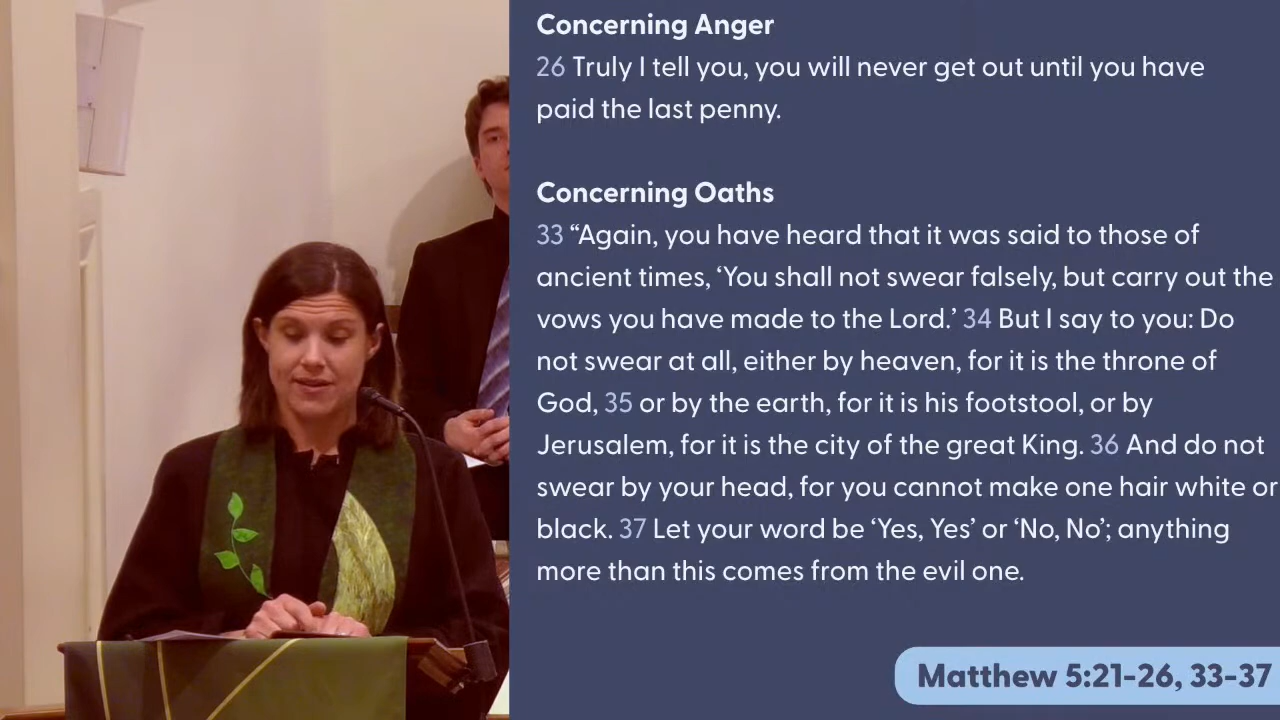 Concerning Anger
26 Truly I tell you, you will never get out until you have
paid the last penny.
Concerning Oaths
33 “Again, you have heard that it was said to those of
ancient times, ‘You shall not swear falsely, but carry out the
vows you have made to the Lord.’ 34 But I say to you: Do
not swear at all, either by heaven, for it is the throne of
God, 35 or by the earth, for it is his footstool, or by
Jerusalem, for it is the city of the great King. 36 And do not
swear by your head, for you cannot make one hair white or
black. 37 Let your word be ‘Yes, Yes’ or ‘No, No’; anything
more than this comes from the evil one.
Matthew 5:21-26, 33-37